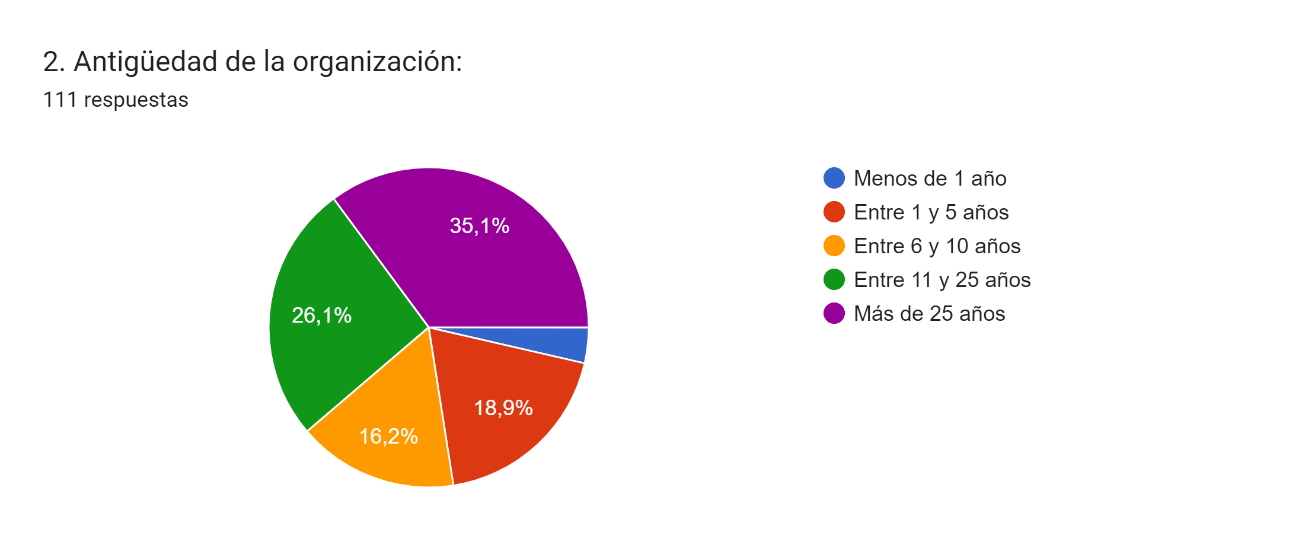 2. Antigüedad de la organización:
111 respuestas
35,1%
26,1%
16,2%
18,9%
Menos de 1 año
Entre 1 y 5 años
Entre 6 y 10 años
Entre 11 y 25 años
Más de 25 años